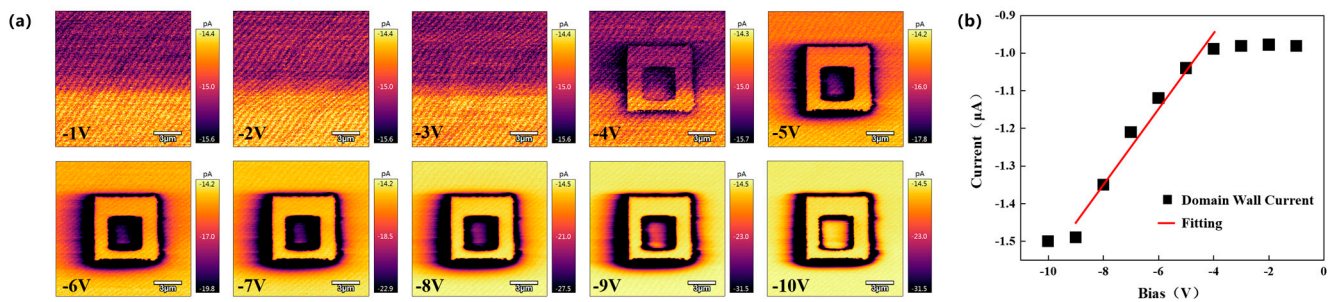 (a)
pA
-14.4
-15.0
-15.6
-1V
3μm
pA
-14.4
-15.0
-15.6
-2V
3μm
pA
-14.4
-15.0
-15.6
-3V
3μm
pA
-14.3
-15.0
-15.7
-4V
3μm
pA
-14.2
-16.0
-17.8
-5V
3μm
pA
-14.2
-17.0
-19.8
-6V
3μm
pA
-14.2
-18.5
-22.9
-7V
3μm
pA
-14.5
-21.0
-27.5
-8V
3μm
pA
-14.5
-23.0
-31.5
-9V
3μm
pA
-14.5
-23.0
-31.5
-10V
3μm
(b)
-0.9
-1.0
-1.1
-1.2
-1.3
-1.4
-1.5
Current (μA)
Domain Wall Current
Fitting
-10 -8 -6 -4 -2 0
Bias (V)